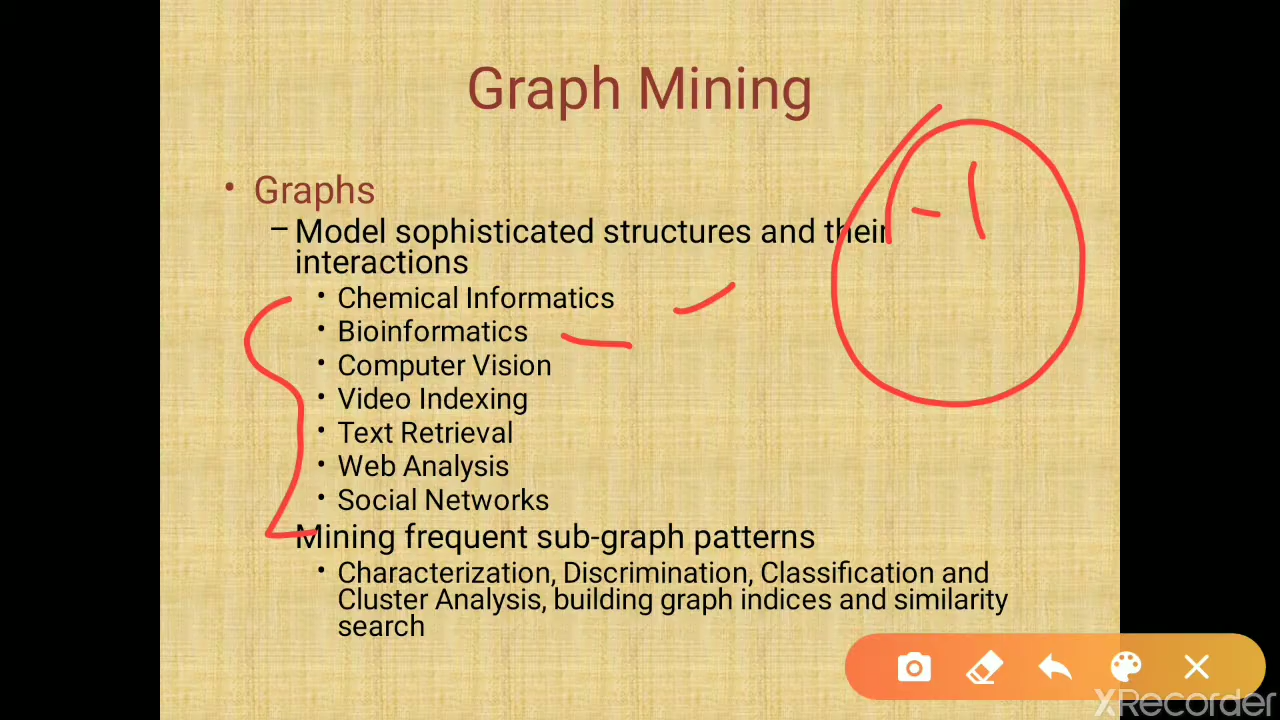 Graph Mining
• Graphs
– Model sophisticated structures and their
interactions
• Chemical Informatics
• Bioinformatics
• Computer Vision
• Video Indexing
• Text Retrieval
• Web Analysis
• Social Networks
Mining frequent sub-graph patterns
• Characterization, Discrimination, Classification and
Cluster Analysis, building graph indices and similarity
search
XRecorder